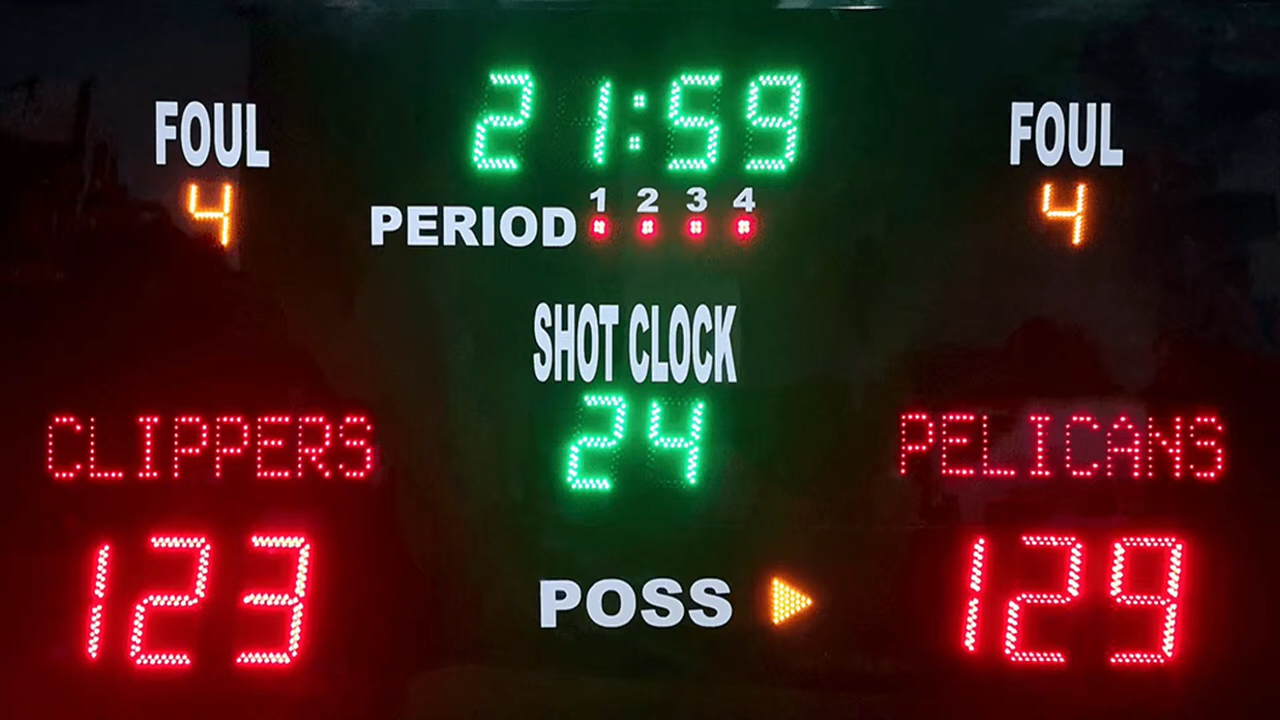 21:59
FOUL
FOUL
4
4
1 2 3 4
PERIOD
SHOT CLOCK
24
CLIPPERS
PELICANS
123
129
POSS